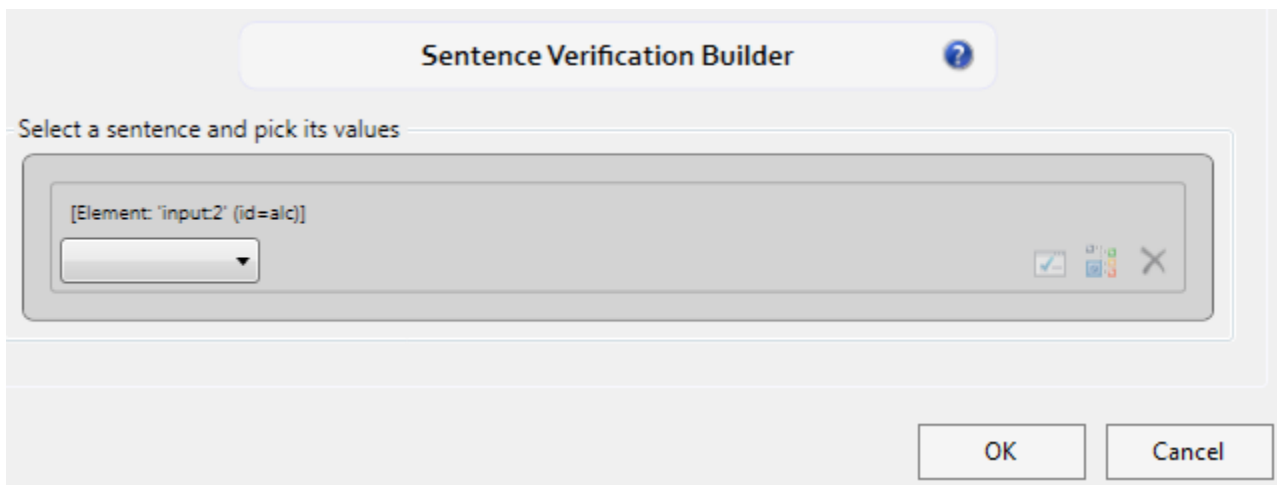 Sentence Verification Builder
Select a sentence and pick its values
[Element: 'input:2' (id=alc)]
OK
Cancel